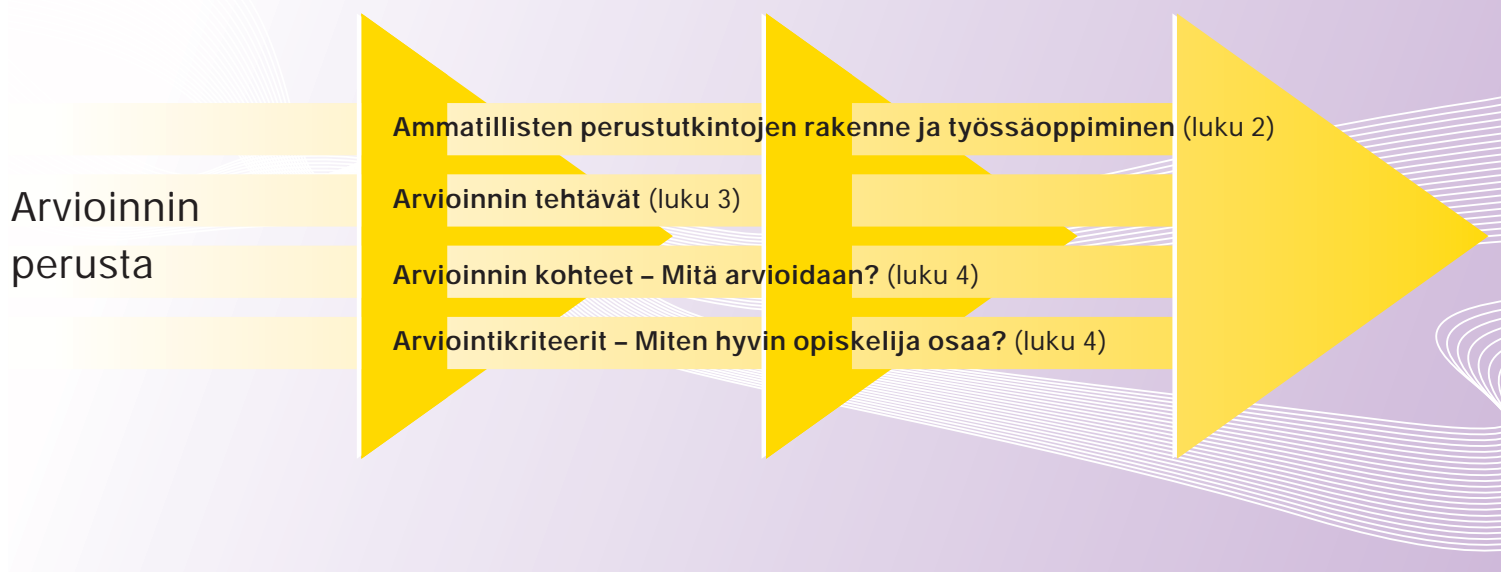 Arvioinnin
perusta
Ammatillisten perustutkintojen rakenne ja työssäoppiminen (luku 2)
Arvioinnin tehtävät (luku 3)
Arvioinnin kohteet – Mitä arvioidaan? (luku 4)
Arviointikriteerit – Miten hyvin opiskelija osaa? (luku 4)